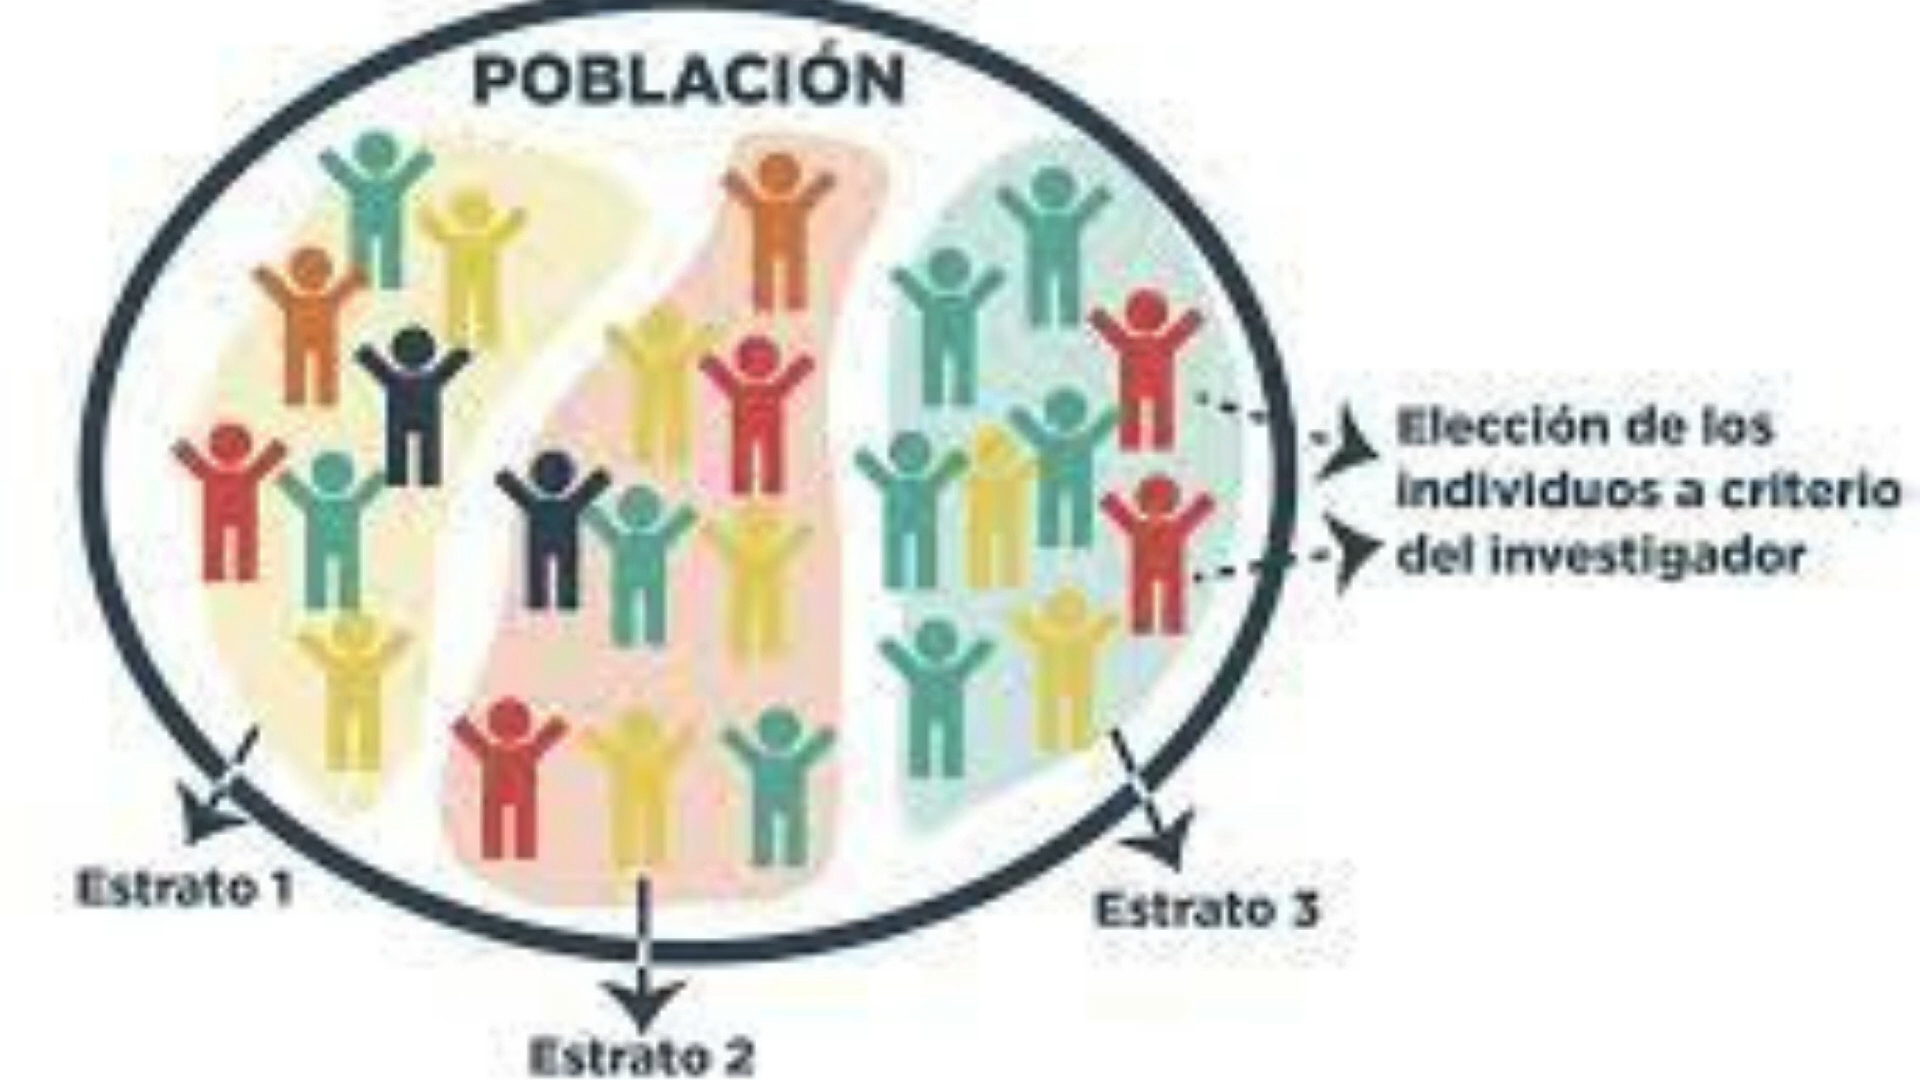 POBLACIÓN
Elección de los
individuos a criterio
del investigador
Estrato 1
Estrato 3
Estrato 2